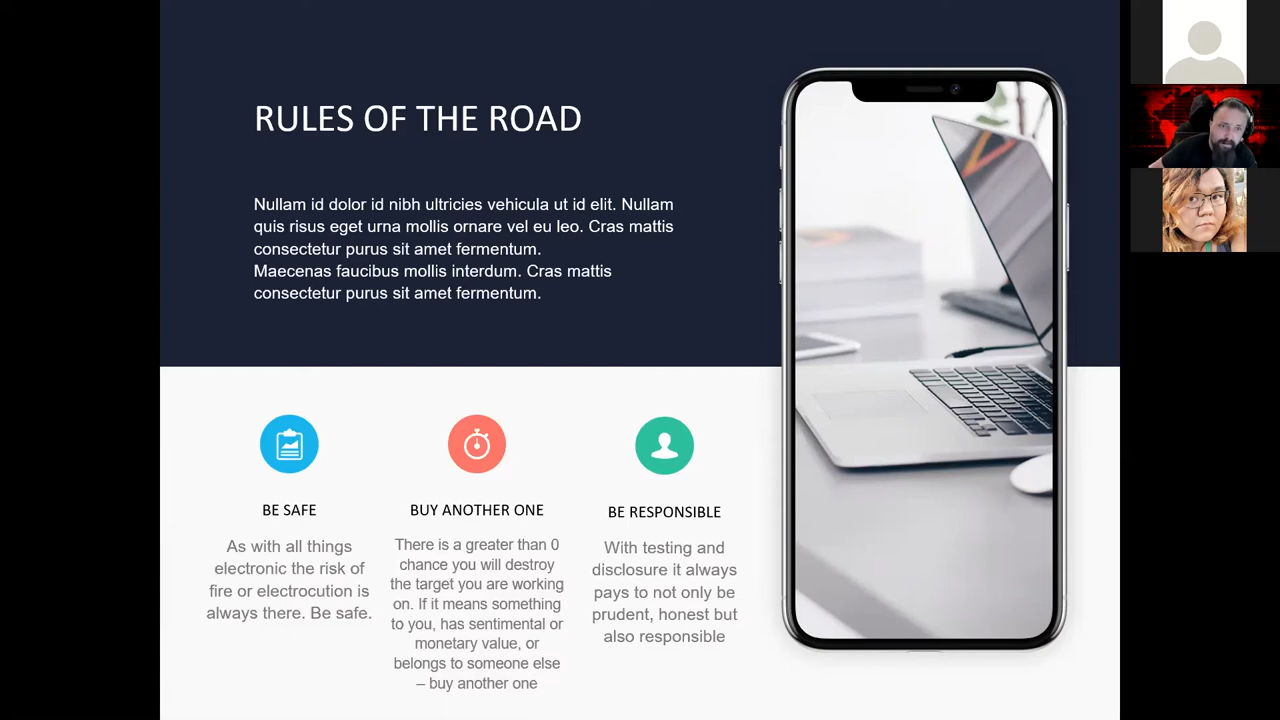 RULES OF THE ROAD
Nullam id dolor id nibh ultricies vehicula ut id elit. Nullam
quis risus eget urna mollis ornare vel eu leo. Cras mattis
consectetur purus sit amet fermentum.
Maecenas faucibus mollis interdum. Cras mattis
consectetur purus sit amet fermentum.
BE SAFE
As with all things
electronic the risk of
fire or electrocution is
always there. Be safe.
BUY ANOTHER ONE
There is a greater than 0
chance you will destroy
the target you are working
on. If it means something
to you, has sentimental or
monetary value, or
belongs to someone else
– buy another one
BE RESPONSIBLE
With testing and
disclosure it always
pays to not only be
prudent, honest but
also responsible